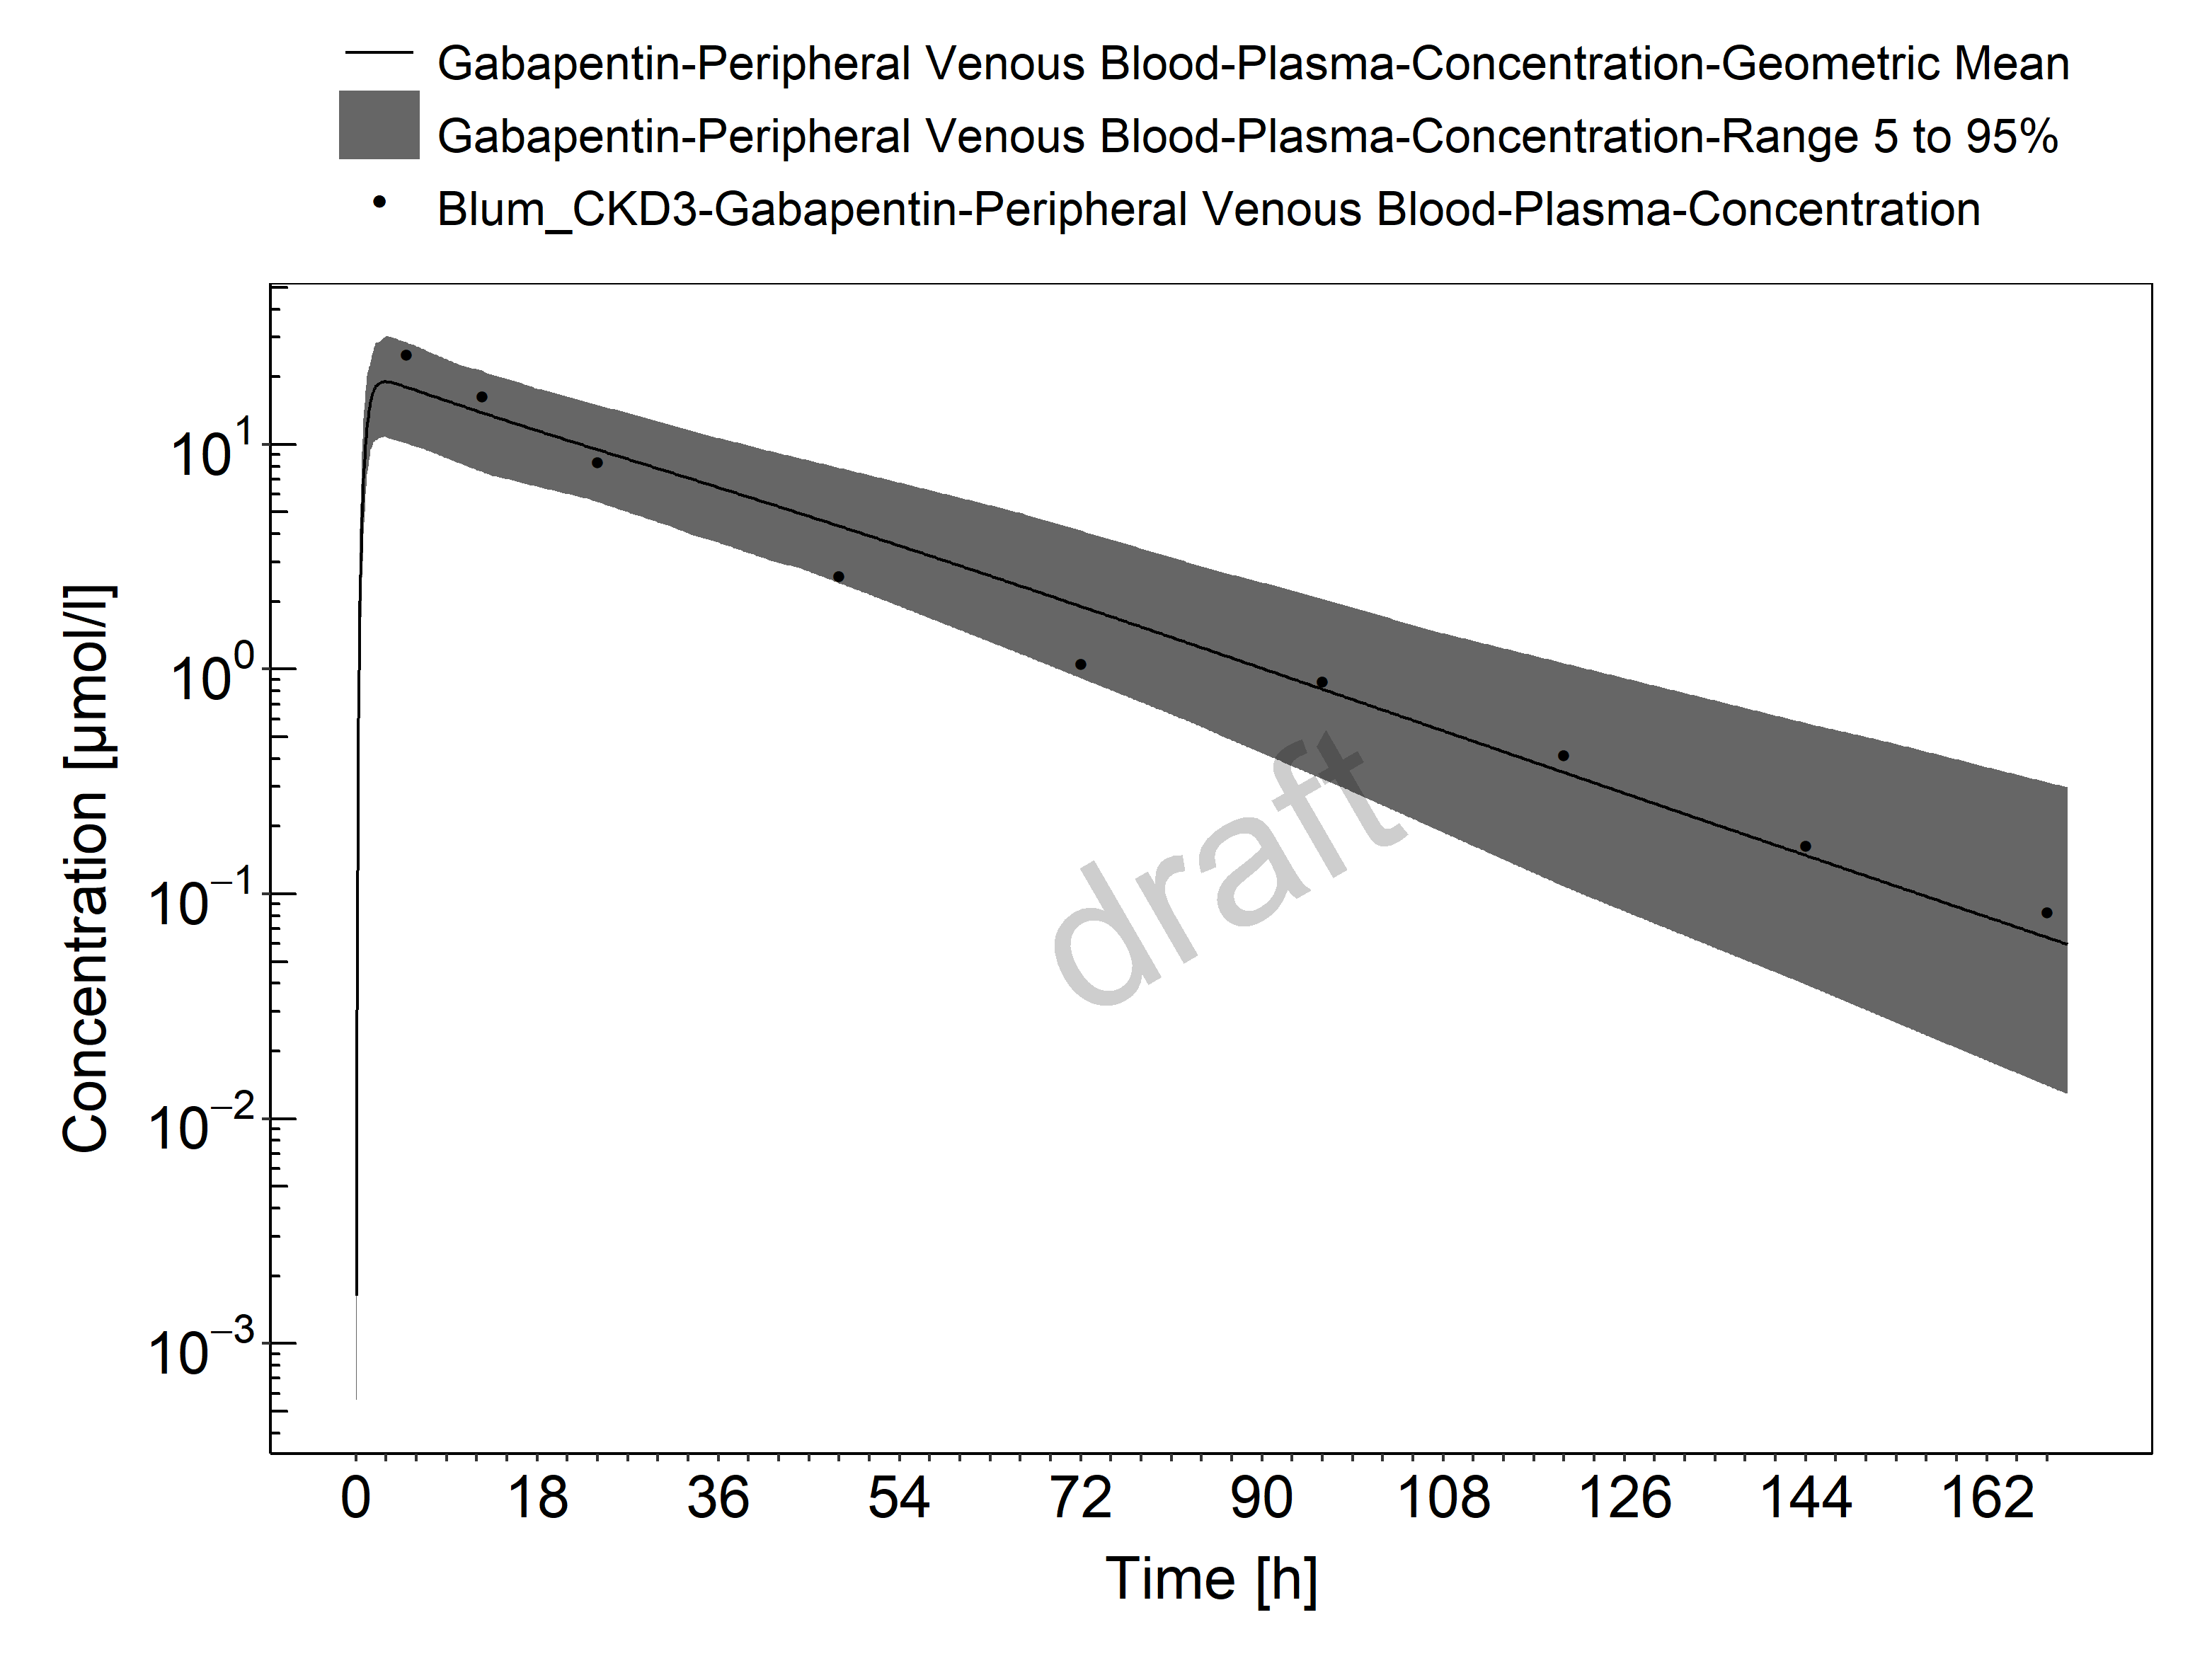 Gabapentin-Peripheral Venous Blood-Plasma-Concentration-Geometric Mean
Gabapentin-Peripheral Venous Blood-Plasma-Concentration-Range 5 to 95%
Blum_CKD3-Gabapentin-Peripheral Venous Blood-Plasma-Concentration
Concentration [µmol/l]
10^1
10^0
10^−1
10^−2
10^−3
draft
0 18 36 54 72 90 108 126 144 162
Time [h]